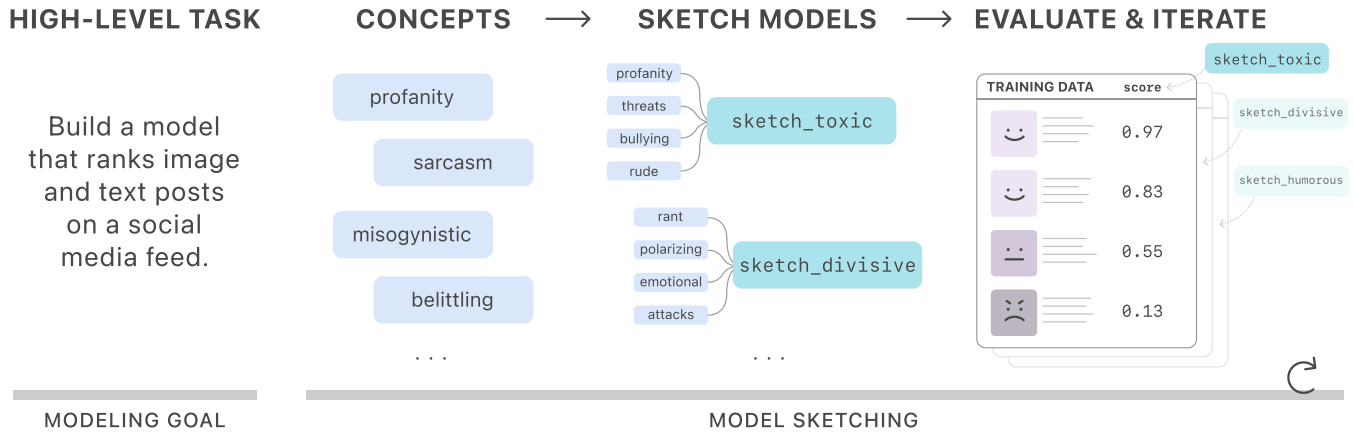 HIGH-LEVEL TASK
CONCEPTS
SKETCH MODELS
EVALUATE & ITERATE
Build a model
that ranks image
and text posts
on a social
media feed.
profanity
sarcasm
misogynistic
belittling
...
profanity
threats
bullying
rude
sketch_toxic
rant
polarizing
emotional
attacks
sketch_divisive
...
TRAINING DATA score
0.97
0.83
0.55
0.13
sketch_toxic
sketch_divisive
sketch_humorous
MODELING GOAL
MODEL SKETCHING